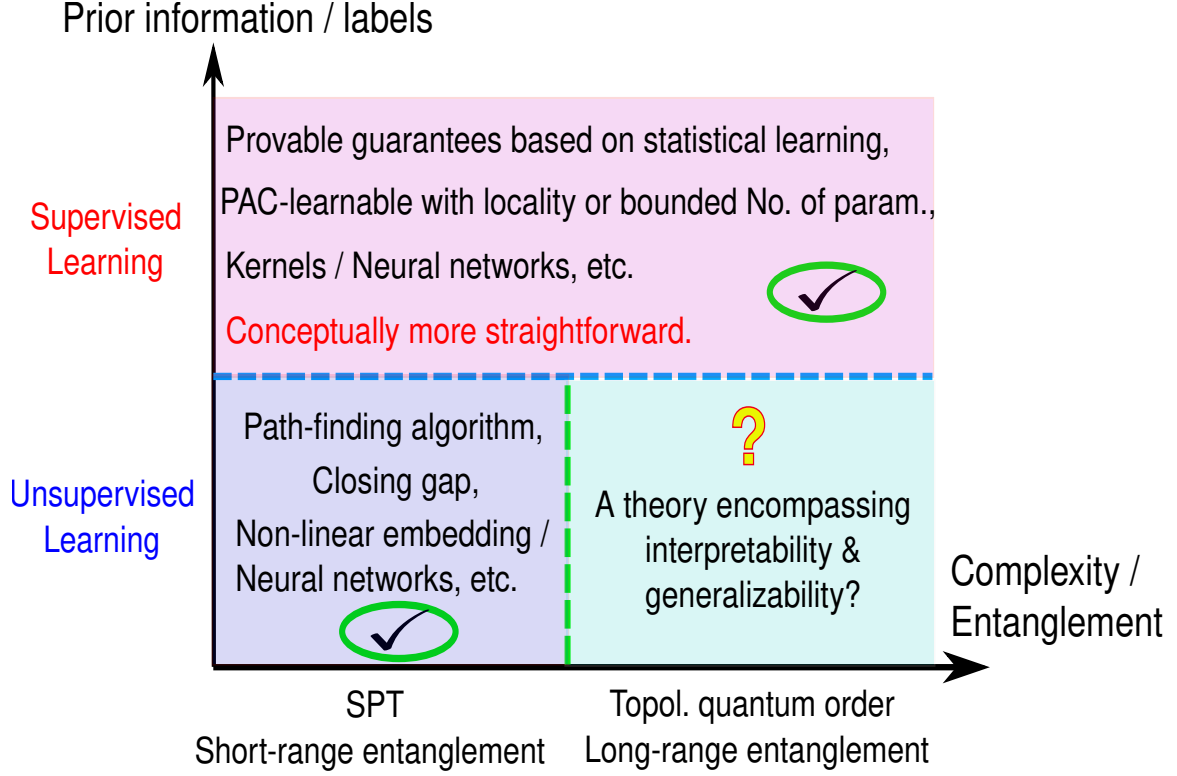 Prior information / labels
Provable guarantees based on statistical learning,
PAC-learnable with locality or bounded No. of param.,
Kernels / Neural networks, etc.
Conceptually more straightforward.
Supervised
Learning
Path-finding algorithm,
Closing gap,
Non-linear embedding /
Neural networks, etc.
?
A theory encompassing
interpretability &
generalizability?
Unsupervised
Learning
Complexity /
Entanglement
SPT
Short-range entanglement
Topol. quantum order
Long-range entanglement